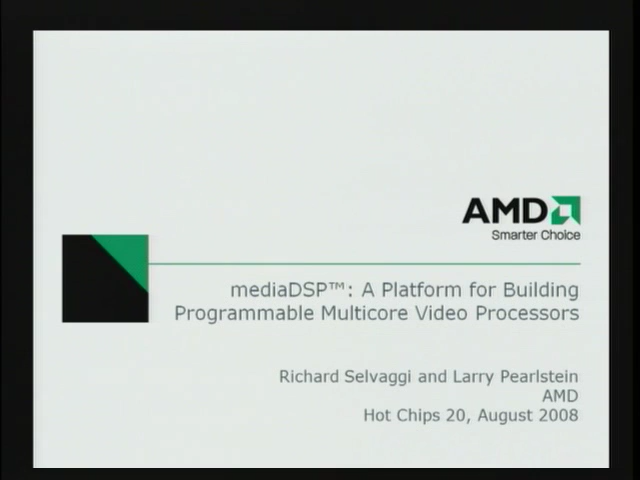 AMD
Smarter Choice
mediaDSP™: A Platform for Building
Programmable Multicore Video Processors
Richard Selvaggi and Larry Pearlstein
AMD
Hot Chips 20, August 2008